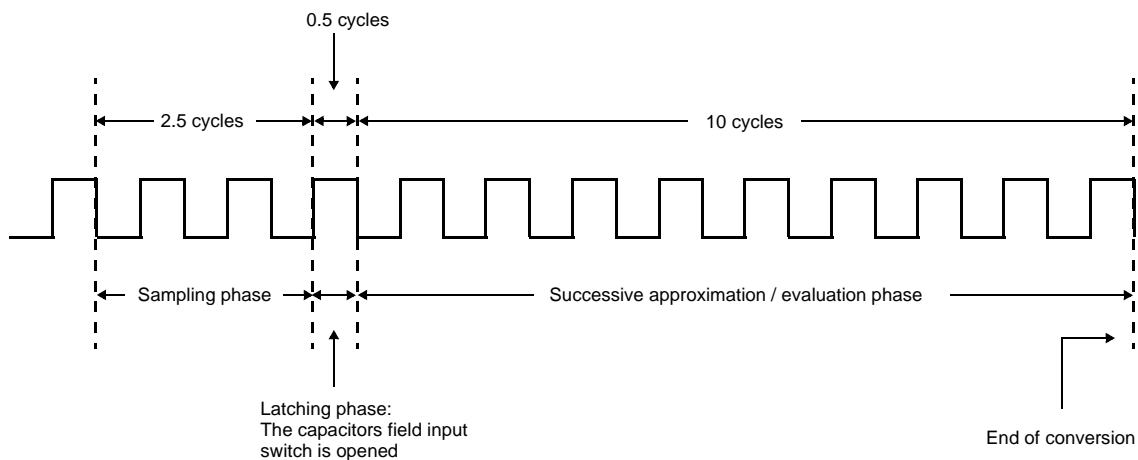 0.5 cycles
2.5 cycles
10 cycles
Sampling phase
Successive approximation / evaluation phase
Latching phase:
The capacitors field input
switch is opened
End of conversion